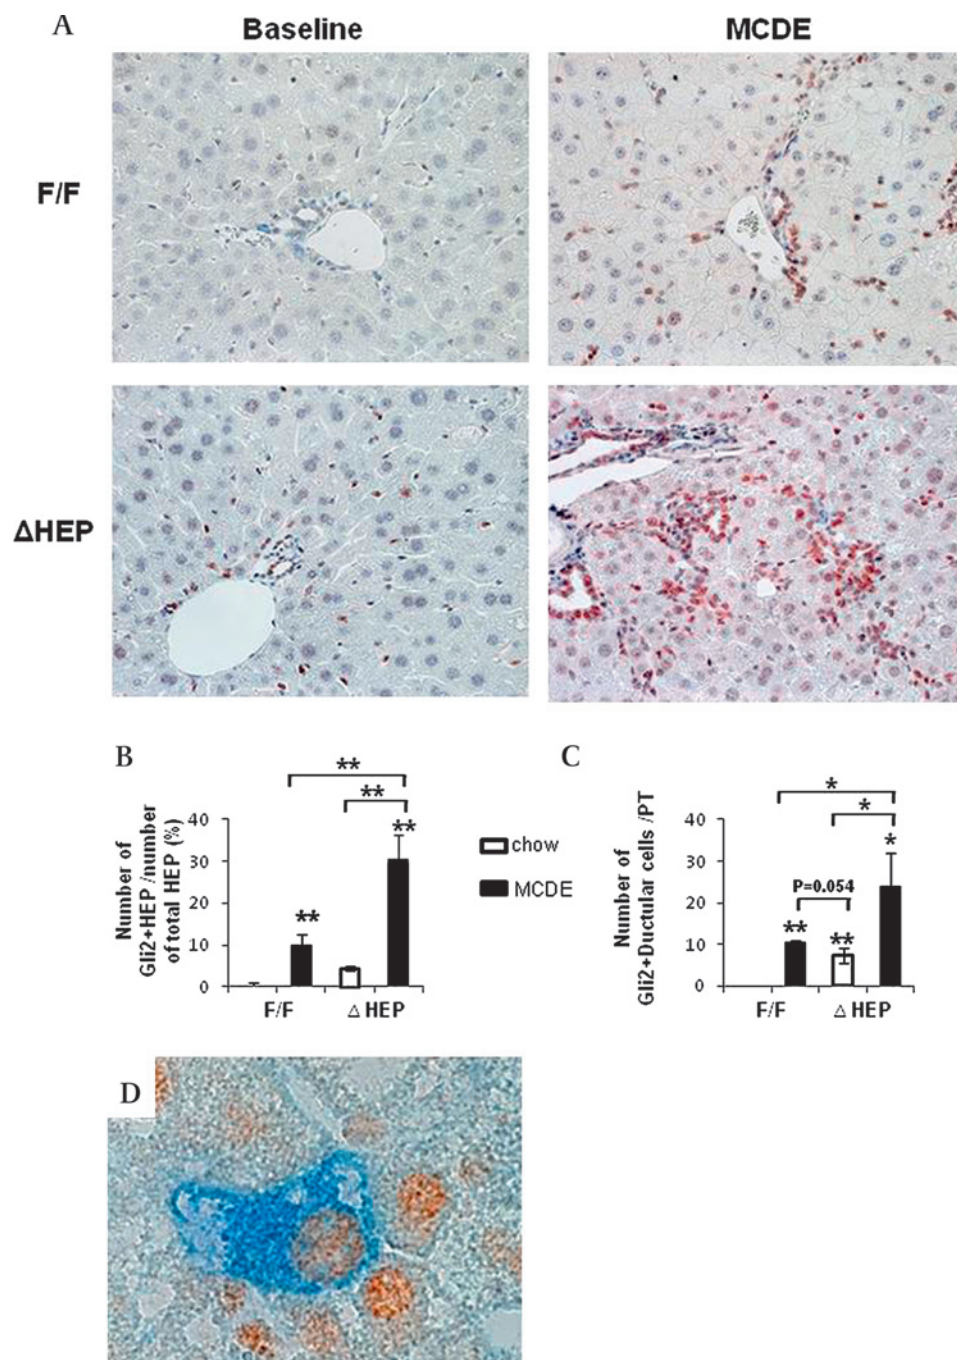 A
Baseline
MCDE
F/F
ΔHEP
B
**
**
**
**
Number of
Gli2+HEP /number
of total HEP (%)
40
30
20
10
0
F/F
Δ HEP
chow
MCDE
C
*
*
*
P=0.054
**
**
Number of
Gli2+Ductular cells /PT
40
30
20
10
0
F/F
Δ HEP
D